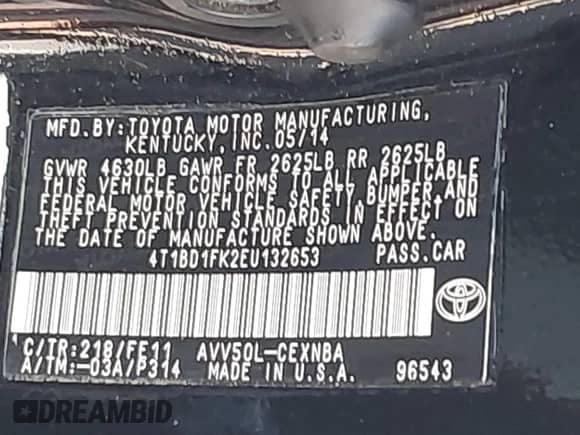 MFD.BY:TOYOTA MOTOR MANUFACTURING,
KENTUCKY,INC.05/14
GVWR 4630LB GAWR FR 2625LB RR 2625LB
THIS VEHICLE CONFORMS TO ALL APPLICABLE
FEDERAL MOTOR VEHICLE SAFETY,BUMPER AND
THEFT PREVENTION STANDARDS IN EFFECT ON
THE DATE OF MANUFACTURE SHOWN ABOVE.
4T1BD1FK2EU132653 PASS.CAR
C/TR:218/FE11 AVV50L-CEXNBA
A/TM:-03A/P314 MADE IN U.S.A. 96543
DREAMBID